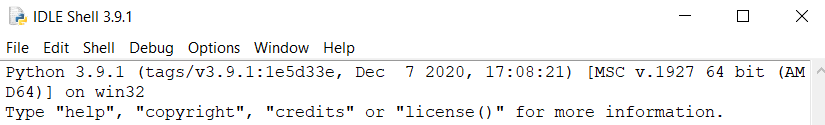 IDLE Shell 3.9.1
File Edit Shell Debug Options Window Help
Python 3.9.1 (tags/v3.9.1:1e5d33e, Dec  7 2020, 17:08:21) [MSC v.1927 64 bit (AM
D64)] on win32
Type "help", "copyright", "credits" or "license()" for more information.